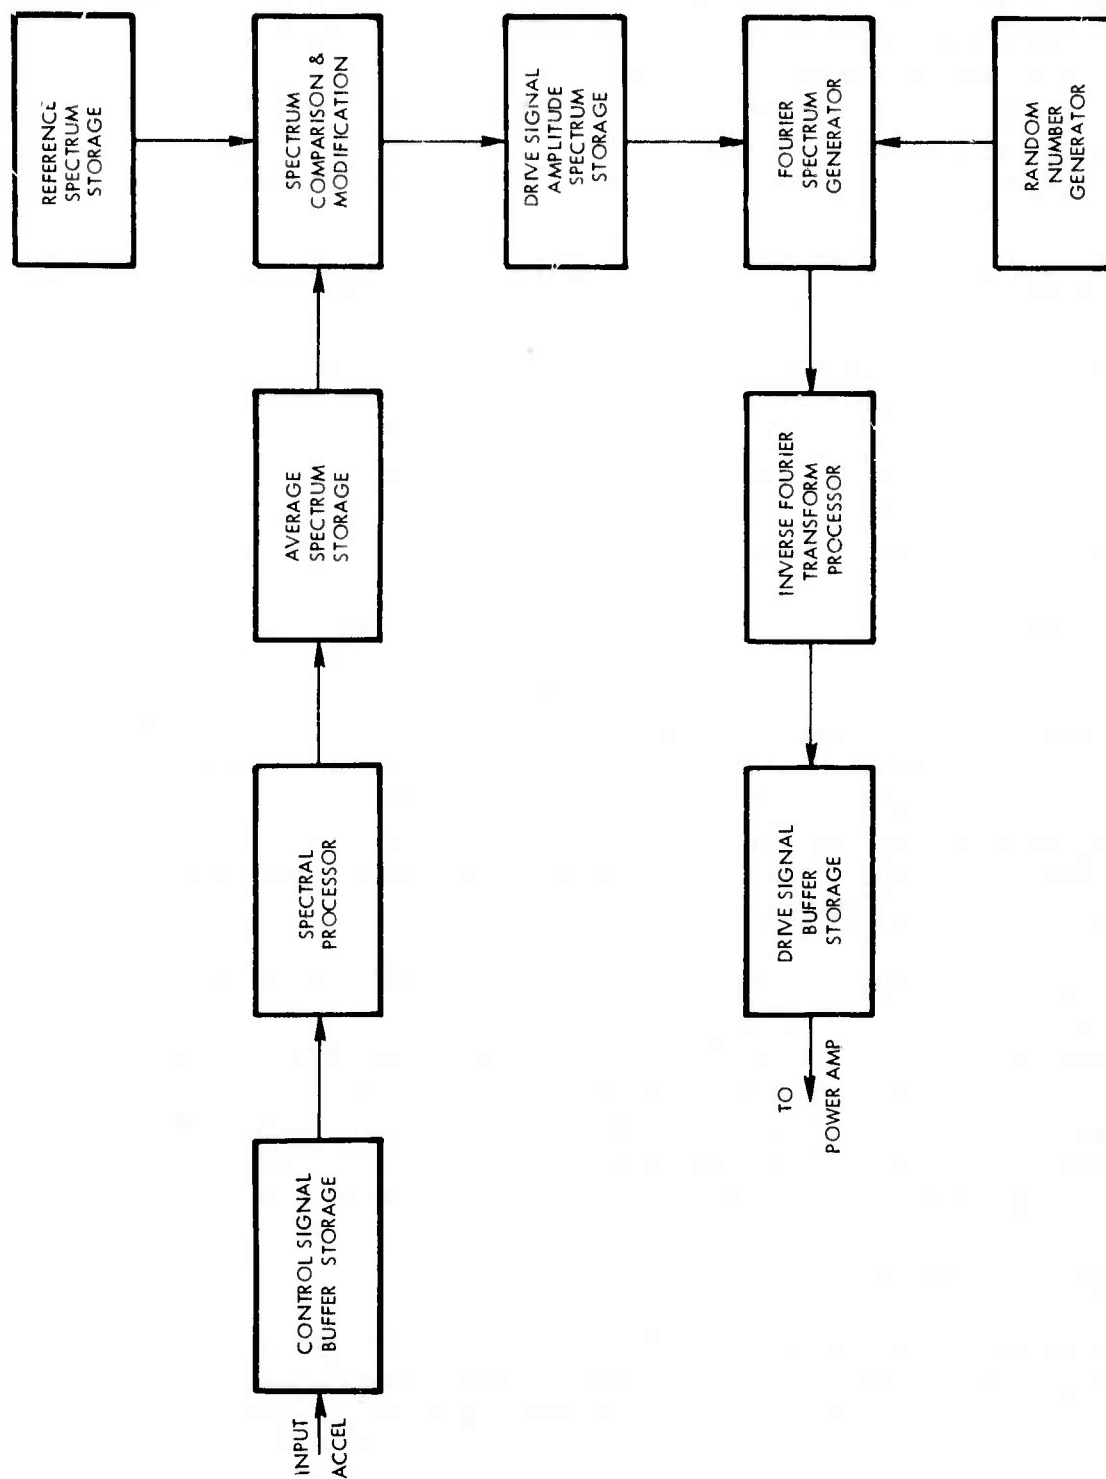 REFERENCE
SPECTRUM
STORAGE
INPUT
ACCEL
CONTROL SIGNAL
BUFFER STORAGE
SPECTRAL
PROCESSOR
AVERAGE
SPECTRUM
STORAGE
SPECTRUM
COMPARISON &
MODIFICATION
DRIVE SIGNAL
AMPLITUDE
SPECTRUM
STORAGE
TO
POWER AMP
DRIVE SIGNAL
BUFFER
STORAGE
INVERSE FOURIER
TRANSFORM
PROCESSOR
FOURIER
SPECTRUM
GENERATOR
RANDOM
NUMBER
GENERATOR